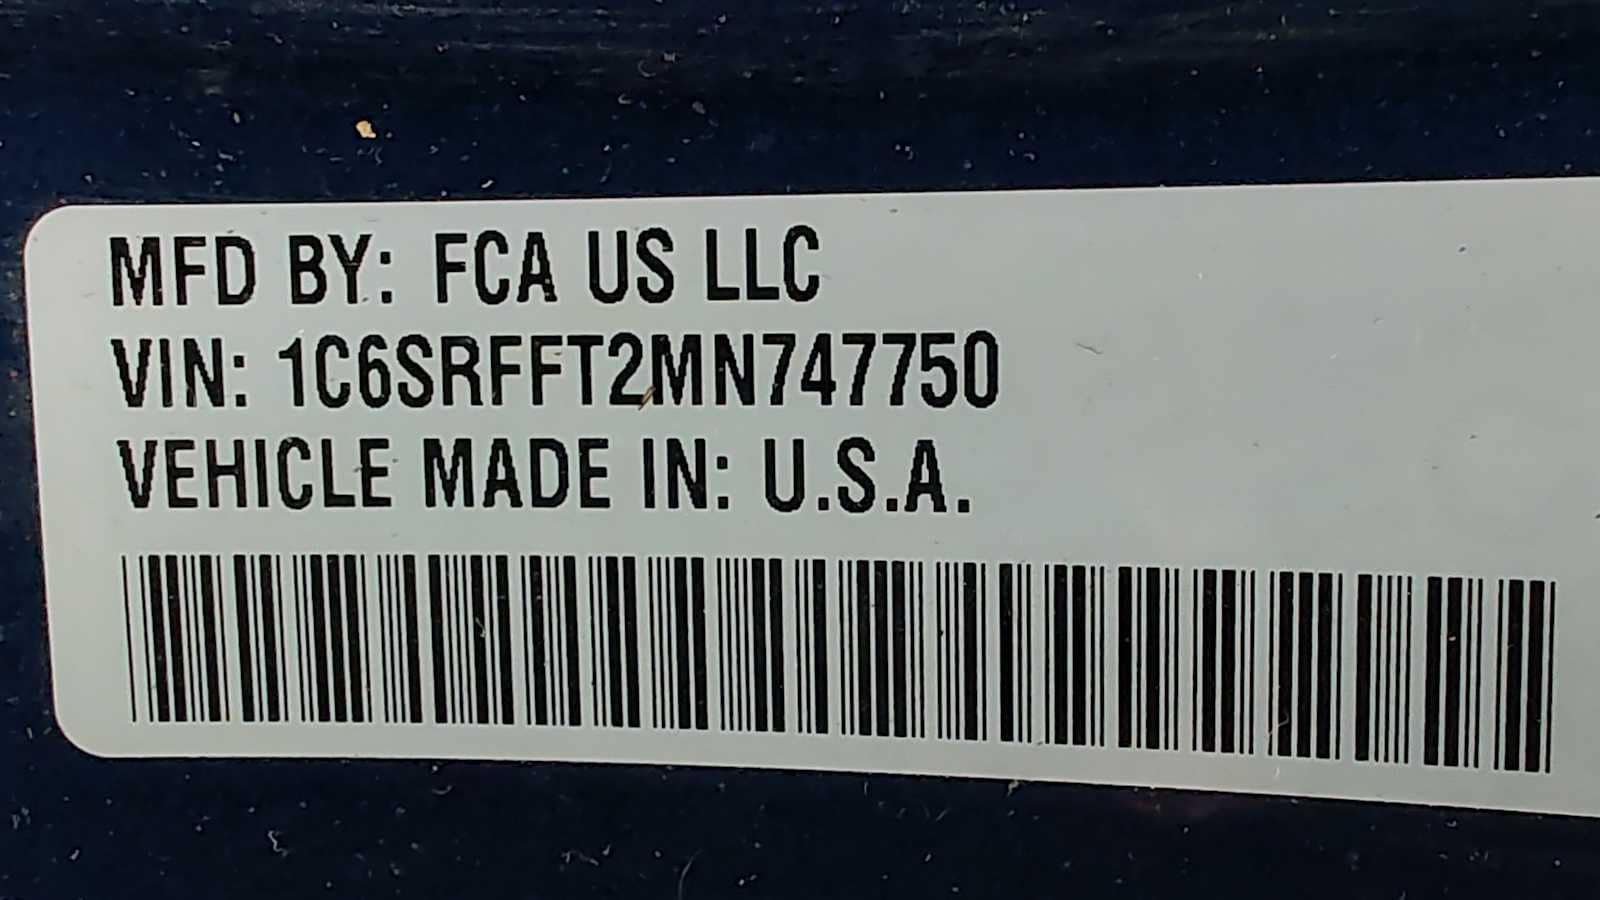 MFD BY: FCA US LLC
VIN: 1C6SRFFT2MN747750
VEHICLE MADE IN: U.S.A.